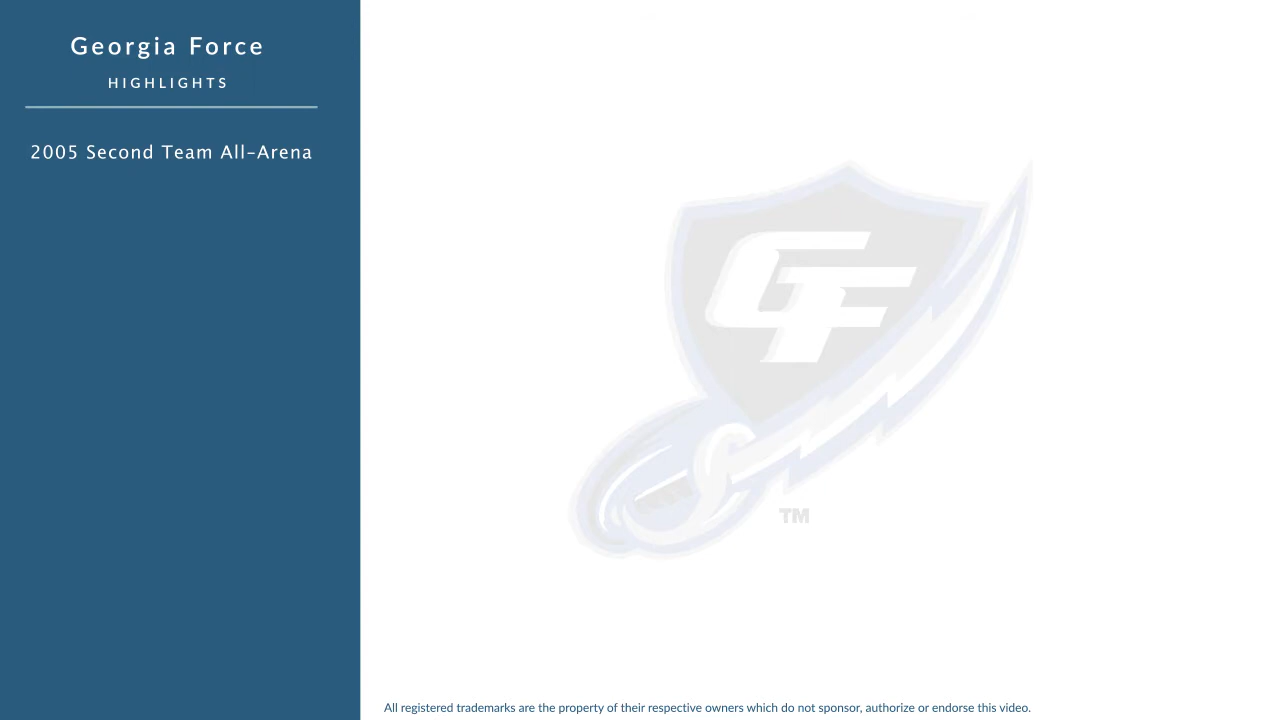 Georgia Force
HIGHLIGHTS
2005 Second Team All-Arena
GF
TM
All registered trademarks are the property of their respective owners which do not sponsor, authorize or endorse this video.